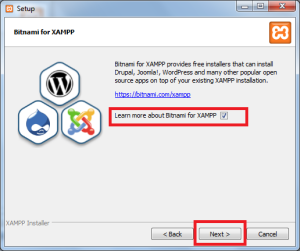 Setup
Bitnami for XAMPP
Bitnami for XAMPP provides free installers that can install
Drupal, Joomla!, WordPress and many other popular open
source apps on top of your existing XAMPP installation.
https://bitnami.com/xampp
Learn more about Bitnami for XAMPP
XAMPP Installer
< Back
Next >
Cancel